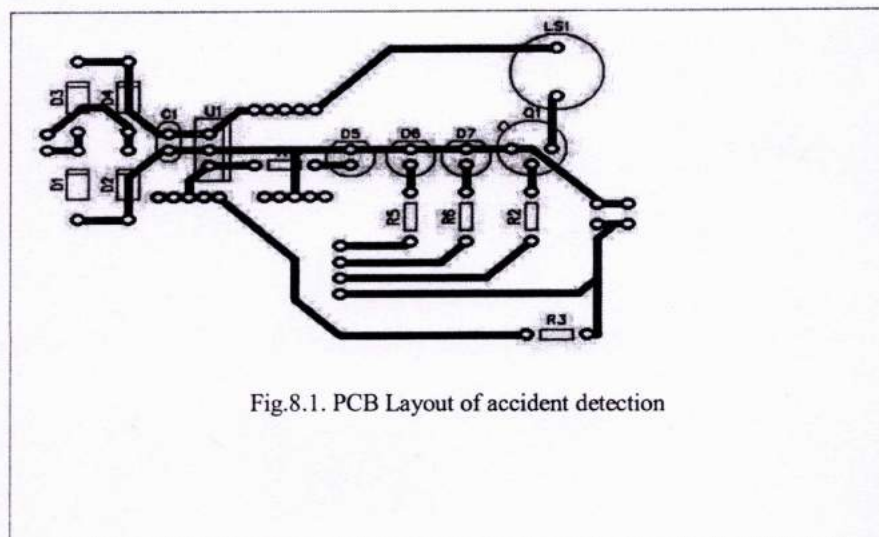 LS1
D3 D4 C1 U1 Q1
D5 D6 D7
D1 D2
R5 R6 R2
R3
Fig.8.1. PCB Layout of accident detection